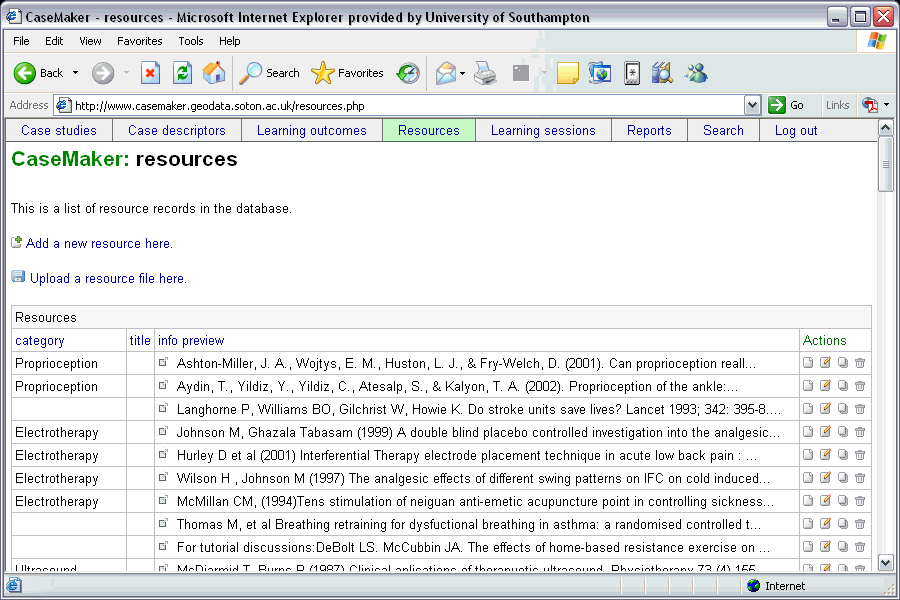 CaseMaker - resources - Microsoft Internet Explorer provided by University of Southampton
File Edit View Favorites Tools Help
Back Search Favorites
Address http://www.casemaker.geodata.soton.ac.uk/resources.php Go Links
Case studies Case descriptors Learning outcomes Resources Learning sessions Reports Search Log out
CaseMaker: resources
This is a list of resource records in the database.
Add a new resource here.
Upload a resource file here.
Resources
category title info preview Actions
Proprioception Ashton-Miller, J. A., Wojtys, E. M., Huston, L. J., & Fry-Welch, D. (2001). Can proprioception reall...
Proprioception Aydin, T., Yildiz, Y., Yildiz, C., Atesalp, S., & Kalyon, T. A. (2002). Proprioception of the ankle:...
Langhorne P, Williams BO, Gilchrist W, Howie K. Do stroke units save lives? Lancet 1993; 342: 395-8....
Electrotherapy Johnson M, Ghazala Tabasam (1999) A double blind placebo controlled investigation into the analgesic...
Electrotherapy Hurley D et al (2001) Interferential Therapy electrode placement technique in acute low back pain : ...
Electrotherapy Wilson H , Johnson M (1997) The analgesic effects of different swing patterns on IFC on cold induced...
Electrotherapy McMillan CM, (1994)Tens stimulation of neiguan anti-emetic acupuncture point in controlling sickness...
Thomas M, et al Breathing retraining for dysfuctional breathing in asthma: a randomised controlled t...
For tutorial discussions:DeBolt LS. McCubbin JA. The effects of home-based resistance exercise on ...
Ultrasound McDiarmid T, Burns P (1987) Clinical aplications of therapuetic ultrasound. Physiotherapy 73 (4) 155...
Internet